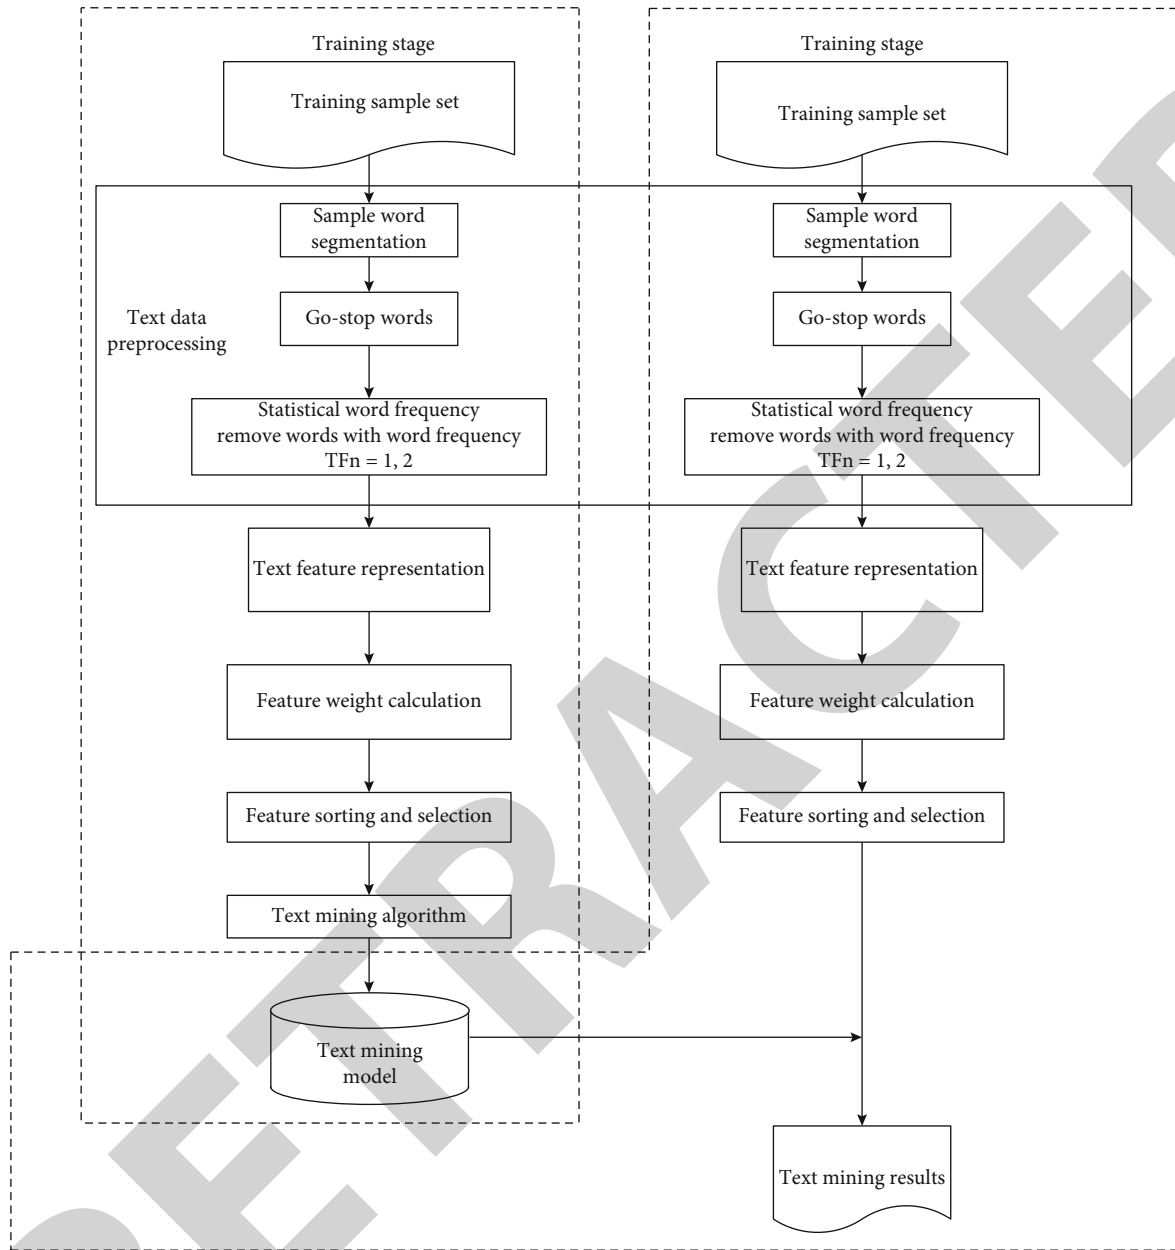 Training stage
Training sample set
Sample word
segmentation
Go-stop words
Text data
preprocessing
Statistical word frequency
remove words with word frequency
TFn = 1, 2
Text feature representation
Feature weight calculation
Feature sorting and selection
Text mining algorithm
Text mining
model
Training stage
Training sample set
Sample word
segmentation
Go-stop words
Statistical word frequency
remove words with word frequency
TFn = 1, 2
Text feature representation
Feature weight calculation
Feature sorting and selection
Text mining results
RETRACTED